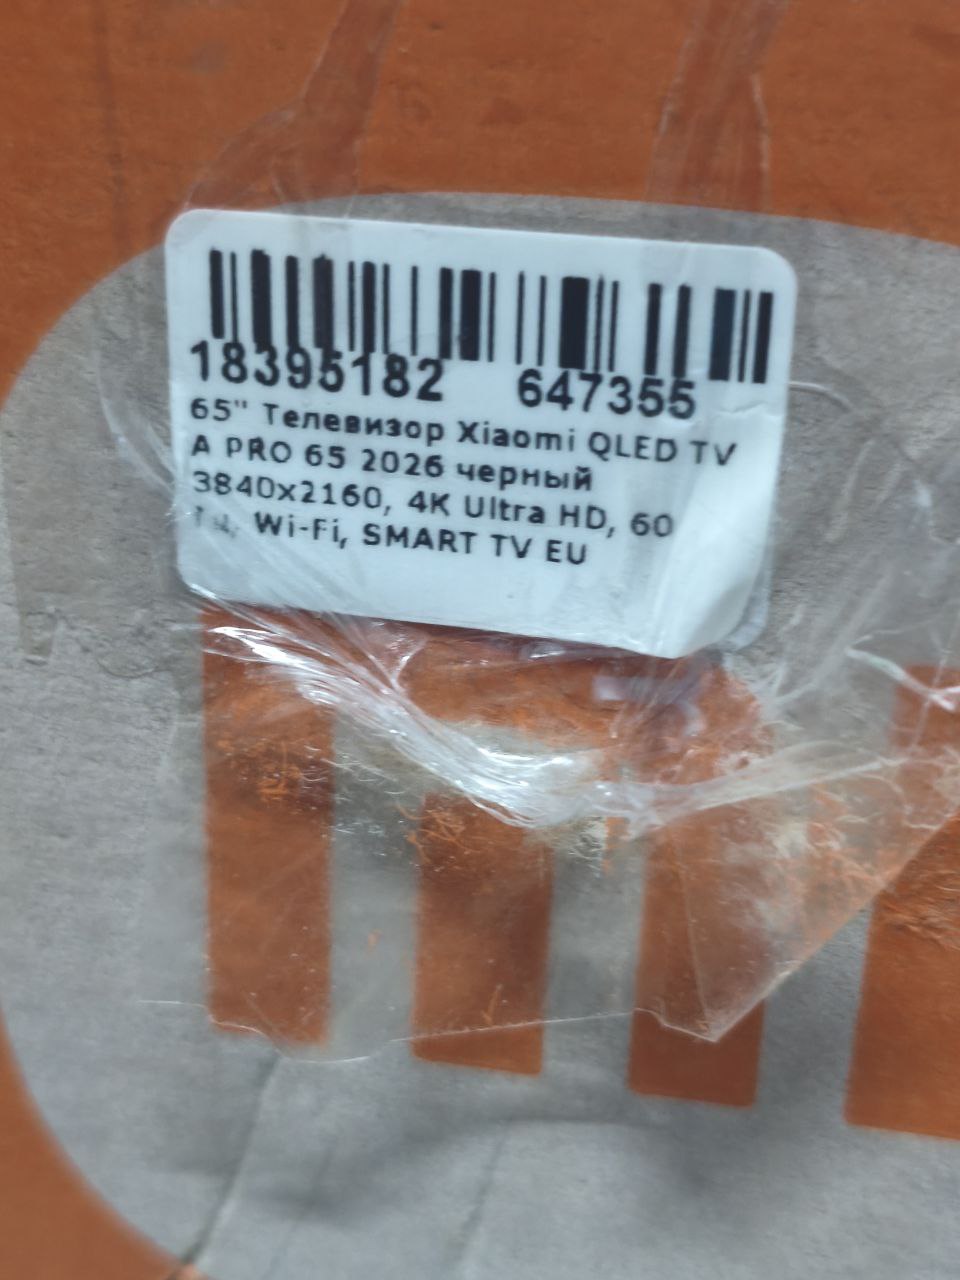 18395182 647355
65" Телевизор Xiaomi QLED TV
A PRO 65 2026 черный
3840x2160, 4K Ultra HD, 60
Гц, Wi-Fi, SMART TV EU